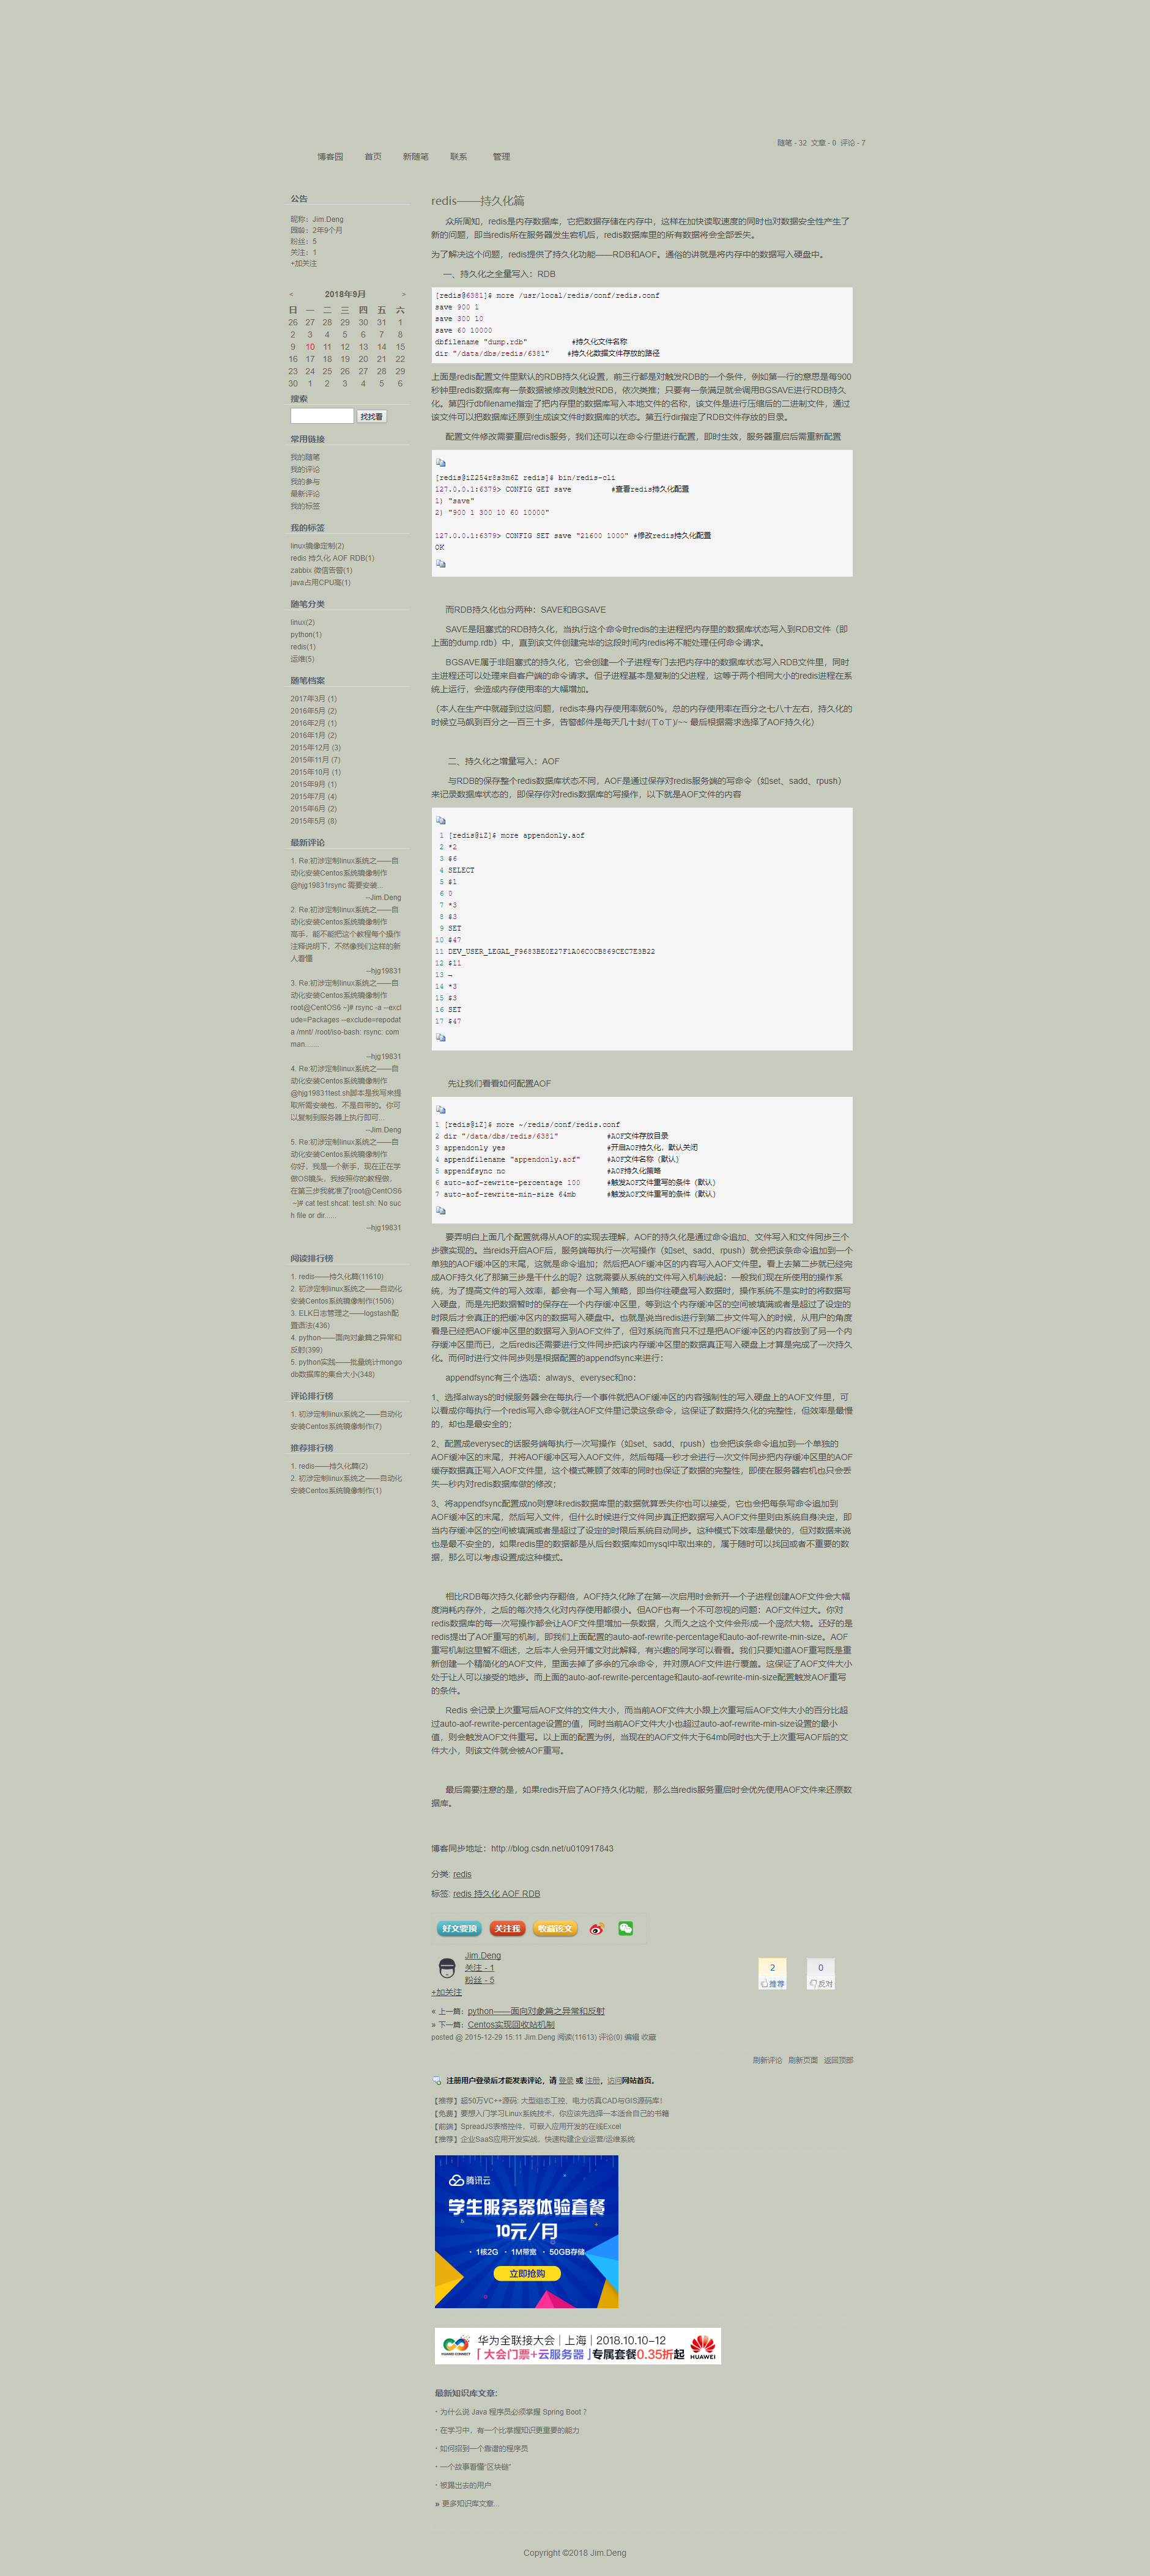 随笔 - 32  文章 - 0  评论 - 7
博客园 首页 新随笔 联系 管理
公告
昵称：Jim.Deng
园龄：2年9个月
粉丝：5
关注：1
+加关注
< 2018年9月 >
日 一 二 三 四 五 六
26 27 28 29 30 31 1
2 3 4 5 6 7 8
9 10 11 12 13 14 15
16 17 18 19 20 21 22
23 24 25 26 27 28 29
30 1 2 3 4 5 6
搜索
找找看
常用链接
我的随笔
我的评论
我的参与
最新评论
我的标签
我的标签
linux镜像定制(2)
redis 持久化 AOF RDB(1)
zabbix 微信告警(1)
java占用CPU高(1)
随笔分类
linux(2)
python(1)
redis(1)
运维(5)
随笔档案
2017年3月 (1)
2016年5月 (2)
2016年2月 (1)
2016年1月 (2)
2015年12月 (3)
2015年11月 (7)
2015年10月 (1)
2015年9月 (1)
2015年7月 (4)
2015年6月 (2)
2015年5月 (8)
最新评论
1. Re:初涉定制linux系统之——自
动化安装Centos系统镜像制作
@hjg19831rsync 需要安装...
--Jim.Deng
2. Re:初涉定制linux系统之——自
动化安装Centos系统镜像制作
高手，能不能把这个教程每个操作
注释说明下，不然像我们这样的新
人看懂
--hjg19831
3. Re:初涉定制linux系统之——自
动化安装Centos系统镜像制作
root@CentOS6 ~]# rsync -a --excl
ude=Packages --exclude=repodat
a /mnt/ /root/iso-bash: rsync: com
man......
--hjg19831
4. Re:初涉定制linux系统之——自
动化安装Centos系统镜像制作
@hjg19831test.sh脚本是我写来提
取所需安装包，不是自带的。你可
以复制到服务器上执行即可...
--Jim.Deng
5. Re:初涉定制linux系统之——自
动化安装Centos系统镜像制作
你好，我是一个新手，现在正在学
做OS镜头，我按照你的教程做，
在第三步我就准了[root@CentOS6
~]# cat test.shcat: test.sh: No suc
h file or dir......
--hjg19831
阅读排行榜
1. redis——持久化篇(11610)
2. 初涉定制linux系统之——自动化
安装Centos系统镜像制作(1506)
3. ELK日志管理之——logstash配
置语法(436)
4. python——面向对象篇之异常和
反射(399)
5. python实践——批量统计mongo
db数据库的集合大小(348)
评论排行榜
1. 初涉定制linux系统之——自动化
安装Centos系统镜像制作(7)
推荐排行榜
1. redis——持久化篇(2)
2. 初涉定制linux系统之——自动化
安装Centos系统镜像制作(1)
redis——持久化篇
众所周知，redis是内存数据库，它把数据存储在内存中，这样在加快读取速度的同时也对数据安全性产生了
新的问题，即当redis所在服务器发生宕机后，redis数据库里的所有数据将会全部丢失。
为了解决这个问题，redis提供了持久化功能——RDB和AOF。通俗的讲就是将内存中的数据写入硬盘中。
一、持久化之全量写入：RDB
[redis@6381]$ more /usr/local/redis/conf/redis.conf
save 900 1
save 300 10
save 60 10000
dbfilename "dump.rdb"          #持久化文件名称
dir "/data/dbs/redis/6381"    #持久化数据文件存放的路径
上面是redis配置文件里默认的RDB持久化设置，前三行都是对触发RDB的一个条件，例如第一行的意思是每900
秒钟里redis数据库有一条数据被修改则触发RDB，依次类推；只要有一条满足就会调用BGSAVE进行RDB持久
化。第四行dbfilename指定了把内存里的数据库写入本地文件的名称，该文件是进行压缩后的二进制文件，通过
该文件可以把数据库还原到生成该文件时数据库的状态。第五行dir指定了RDB文件存放的目录。
配置文件修改需要重启redis服务，我们还可以在命令行里进行配置，即时生效，服务器重启后需重新配置
[redis@iZ254r8s3m6Z redis]$ bin/redis-cli
127.0.0.1:6379> CONFIG GET save         #查看redis持久化配置
1) "save"
2) "900 1 300 10 60 10000"
127.0.0.1:6379> CONFIG SET save "21600 1000" #修改redis持久化配置
OK
而RDB持久化也分两种：SAVE和BGSAVE
SAVE是阻塞式的RDB持久化，当执行这个命令时redis的主进程把内存里的数据库状态写入到RDB文件（即
上面的dump.rdb）中，直到该文件创建完毕的这段时间内redis将不能处理任何命令请求。
BGSAVE属于非阻塞式的持久化，它会创建一个子进程专门去把内存中的数据库状态写入RDB文件里，同时
主进程还可以处理来自客户端的命令请求。但子进程基本是复制的父进程，这等于两个相同大小的redis进程在系
统上运行，会造成内存使用率的大幅增加。
（本人在生产中就碰到过这问题，redis本身内存使用率就60%，总的内存使用率在百分之七八十左右，持久化的
时候立马飙到百分之一百三十多，告警邮件是每天几十封/(ㄒoㄒ)/~~ 最后根据需求选择了AOF持久化）
二、持久化之增量写入：AOF
与RDB的保存整个redis数据库状态不同，AOF是通过保存对redis服务端的写命令（如set、sadd、rpush）
来记录数据库状态的，即保存你对redis数据库的写操作，以下就是AOF文件的内容
1 [redis@iZ]$ more appendonly.aof
2 *2
3 $6
4 SELECT
5 $1
6 0
7 *3
8 $3
9 SET
10 $47
11 DEV_USER_LEGAL_F9683BE0E27F1A06C0CB869CEC7E3B22
12 $11
13 ¬
14 *3
15 $3
16 SET
17 $47
先让我们看看如何配置AOF
1 [redis@iZ]$ more ~/redis/conf/redis.conf
2 dir "/data/dbs/redis/6381"           #AOF文件存放目录
3 appendonly yes                       #开启AOF持久化，默认关闭
4 appendfilename "appendonly.aof"      #AOF文件名称（默认）
5 appendfsync no                       #AOF持久化策略
6 auto-aof-rewrite-percentage 100      #触发AOF文件重写的条件（默认）
7 auto-aof-rewrite-min-size 64mb       #触发AOF文件重写的条件（默认）
要弄明白上面几个配置就得从AOF的实现去理解，AOF的持久化是通过命令追加、文件写入和文件同步三个
步骤实现的。当reids开启AOF后，服务端每执行一次写操作（如set、sadd、rpush）就会把该条命令追加到一个
单独的AOF缓冲区的末尾，这就是命令追加；然后把AOF缓冲区的内容写入AOF文件里。看上去第二步就已经完
成AOF持久化了那第三步是干什么的呢？这就需要从系统的文件写入机制说起：一般我们现在所使用的操作系
统，为了提高文件的写入效率，都会有一个写入策略，即当你往硬盘写入数据时，操作系统不是实时的将数据写
入硬盘，而是先把数据暂时的保存在一个内存缓冲区里，等到这个内存缓冲区的空间被填满或者是超过了设定的
时限后才会真正的把缓冲区内的数据写入硬盘中。也就是说当redis进行到第二步文件写入的时候，从用户的角度
看是已经把AOF缓冲区里的数据写入到AOF文件了，但对系统而言只不过是把AOF缓冲区的内容放到了另一个内
存缓冲区里而已，之后redis还需要进行文件同步把该内存缓冲区里的数据真正写入硬盘上才算是完成了一次持久
化。而何时进行文件同步则是根据配置的appendfsync来进行：
appendfsync有三个选项：always、everysec和no：
1、选择always的时候服务器会在每执行一个事件就把AOF缓冲区的内容强制性的写入硬盘上的AOF文件里，可
以看成你每执行一个redis写入命令就往AOF文件里记录这条命令，这保证了数据持久化的完整性，但效率是最慢
的，却也是最安全的；
2、配置成everysec的话服务端每执行一次写操作（如set、sadd、rpush）也会把该条命令追加到一个单独的
AOF缓冲区的末尾，并将AOF缓冲区写入AOF文件，然后每隔一秒才会进行一次文件同步把内存缓冲区里的AOF
缓存数据真正写入AOF文件里，这个模式兼顾了效率的同时也保证了数据的完整性，即使在服务器宕机也只会丢
失一秒内对redis数据库做的修改；
3、将appendfsync配置成no则意味redis数据库里的数据就算丢失你也可以接受，它也会把每条写命令追加到
AOF缓冲区的末尾，然后写入文件，但什么时候进行文件同步真正把数据写入AOF文件里则由系统自身决定，即
当内存缓冲区的空间被填满或者是超过了设定的时限后系统自动同步。这种模式下效率是最快的，但对数据来说
也是最不安全的，如果redis里的数据都是从后台数据库如mysql中取出来的，属于随时可以找回或者不重要的数
据，那么可以考虑设置成这种模式。
相比RDB每次持久化都会内存翻倍，AOF持久化除了在第一次启用时会新开一个子进程创建AOF文件会大幅
度消耗内存外，之后的每次持久化对内存使用都很小。但AOF也有一个不可忽视的问题：AOF文件过大。你对
redis数据库的每一次写操作都会让AOF文件里增加一条数据，久而久之这个文件会形成一个庞然大物。还好的是
redis提出了AOF重写的机制，即我们上面配置的auto-aof-rewrite-percentage和auto-aof-rewrite-min-size。AOF
重写机制这里暂不细述，之后本人会另开博文对此解释，有兴趣的同学可以看看。我们只要知道AOF重写既是重
新创建一个精简化的AOF文件，里面去掉了多余的冗余命令，并对原AOF文件进行覆盖。这保证了AOF文件大小
处于让人可以接受的地步。而上面的auto-aof-rewrite-percentage和auto-aof-rewrite-min-size配置触发AOF重写
的条件。
Redis 会记录上次重写后AOF文件的文件大小，而当前AOF文件大小跟上次重写后AOF文件大小的百分比超
过auto-aof-rewrite-percentage设置的值，同时当前AOF文件大小也超过auto-aof-rewrite-min-size设置的最小
值，则会触发AOF文件重写。以上面的配置为例，当现在的AOF文件大于64mb同时也大于上次重写AOF后的文
件大小，则该文件就会被AOF重写。
最后需要注意的是，如果redis开启了AOF持久化功能，那么当redis服务重启时会优先使用AOF文件来还原数
据库。
博客同步地址：http://blog.csdn.net/u010917843
分类: redis
标签: redis 持久化 AOF RDB
好文要顶 关注我 收藏该文
Jim.Deng
关注 - 1
粉丝 - 5
+加关注
2 0
推荐 反对
« 上一篇：python——面向对象篇之异常和反射
» 下一篇：Centos实现回收站机制
posted @ 2015-12-29 15:11 Jim.Deng 阅读(11613) 评论(0) 编辑 收藏
刷新评论 刷新页面 返回顶部
注册用户登录后才能发表评论，请 登录 或 注册，访问网站首页。
【推荐】超50万VC++源码: 大型组态工控、电力仿真CAD与GIS源码库!
【免费】要想入门学习Linux系统技术，你应该先选择一本适合自己的书籍
【前端】SpreadJS表格控件，可嵌入应用开发的在线Excel
【推荐】企业SaaS应用开发实战，快速构建企业运营/运维系统
腾讯云
学生服务器体验套餐
10元/月
· 1核2G · 1M带宽 · 50GB存储
立即抢购
华为全联接大会 | 上海 | 2018.10.10-12
「大会门票+云服务器」专属套餐0.35折起
HUAWEI CONNECT HUAWEI
最新知识库文章:
· 为什么说 Java 程序员必须掌握 Spring Boot ？
· 在学习中，有一个比掌握知识更重要的能力
· 如何招到一个靠谱的程序员
· 一个故事看懂“区块链”
· 被踢出去的用户
» 更多知识库文章...
Copyright ©2018 Jim.Deng